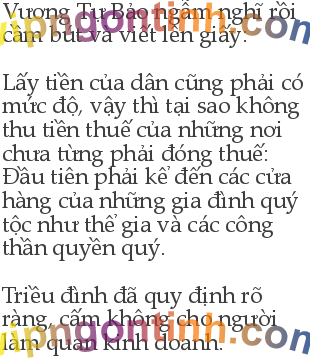 Vương Tư Bảo ngẫm nghĩ rồi
cầm bút và viết lên giấy:
Lấy tiền của dân cũng phải có
mức độ, vậy thì tại sao không
thu tiền thuế của những nơi
chưa từng phải đóng thuế:
Đầu tiên phải kể đến các cửa
hàng của những gia đình quý
tộc như thế gia và các công
thần quyền quý.
Triều đình đã quy định rõ
ràng, cấm không cho người
làm quan kinh doanh.
vipngontinh.com
vipngontinh.com